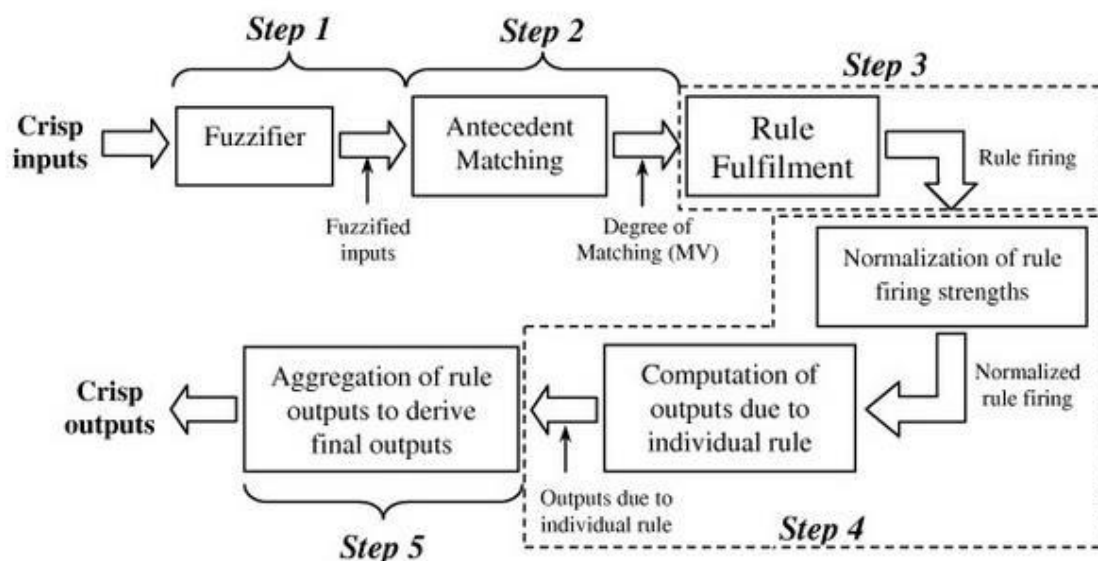 Step 1
Step 2
Step 3
Crisp
inputs
Fuzzifier
Antecedent
Matching
Rule
Fulfilment
Rule firing
Fuzzified
inputs
Degree of
Matching (MV)
Normalization of rule
firing strengths
Normalized
rule firing
Computation of
outputs due to
individual rule
Aggregation of rule
outputs to derive
final outputs
Crisp
outputs
Outputs due to
individual rule
Step 4
Step 5